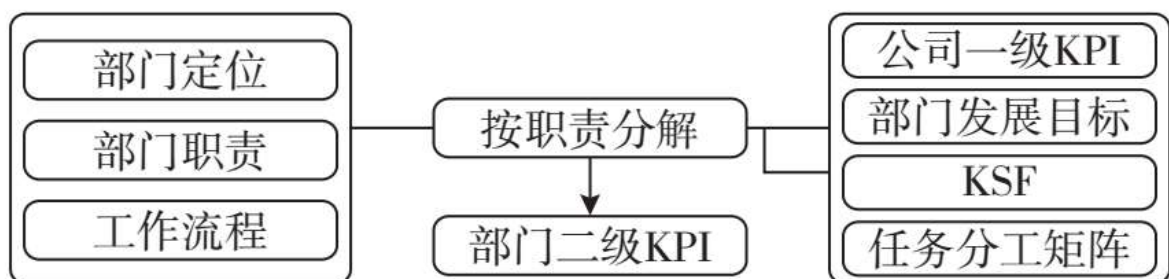 部门定位
部门职责
工作流程
按职责分解
部门二级KPI
公司一级KPI
部门发展目标
KSF
任务分工矩阵